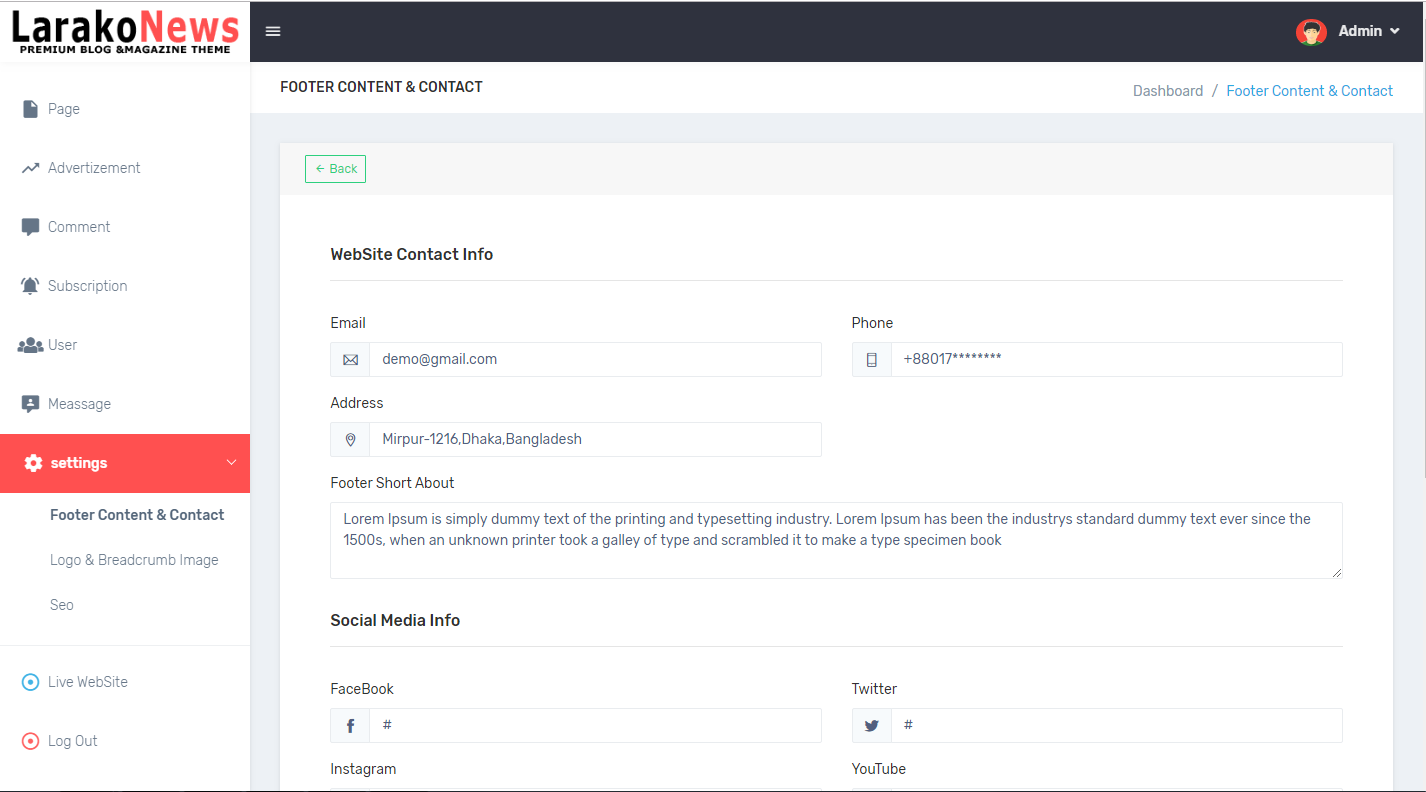 LarakoNews
PREMIUM BLOG &MAGAZINE THEME
Admin
FOOTER CONTENT & CONTACT
Dashboard / Footer Content & Contact
Page
Advertizement
Comment
Subscription
User
Meassage
settings
Footer Content & Contact
Logo & Breadcrumb Image
Seo
Live WebSite
Log Out
← Back
WebSite Contact Info
Email
demo@gmail.com
Phone
+88017********
Address
Mirpur-1216,Dhaka,Bangladesh
Footer Short About
Lorem Ipsum is simply dummy text of the printing and typesetting industry. Lorem Ipsum has been the industrys standard dummy text ever since the
1500s, when an unknown printer took a galley of type and scrambled it to make a type specimen book
Social Media Info
FaceBook
#
Twitter
#
Instagram
YouTube